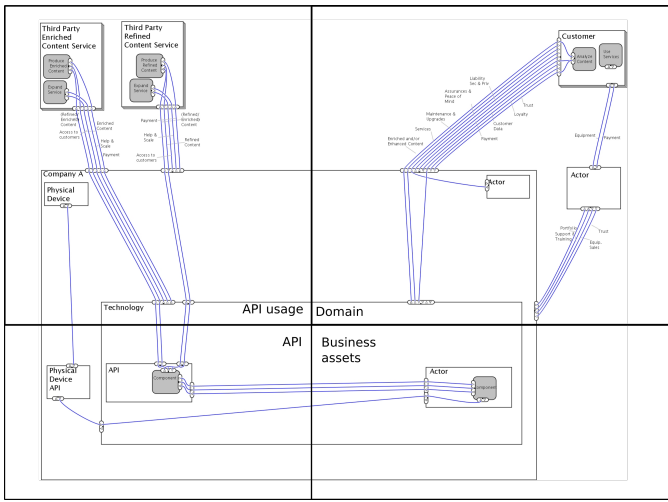 Third Party
Enriched
Content Service
Produce
Enriched
Content
Expand
Service
Third Party
Refined
Content Service
Produce
Refined
Content
Expand
Service
Customer
Analyze
Content
Use
Services
(Refined/)
Enriched
Content
Access to
customers
Enriched
Content
Help &
Scale
Payment
Payment
Help &
Scale
Access to
customers
(Refined/)
Enriched
Content
Refined
Content
Liability
Sec & Priv
Assurances &
Peace of
Mind
Maintenance &
Upgrades
Services
Enriched and/or
Enhanced Content
Trust
Loyalty
Customer
Data
Payment
Equipment
Payment
Company A
Physical
Device
Actor
Actor
Portfolio
Support &
Training
Trust
Equip.
Sales
Technology
API usage
Domain
API
Business
assets
Physical
Device
API
API
Component
Actor
Component